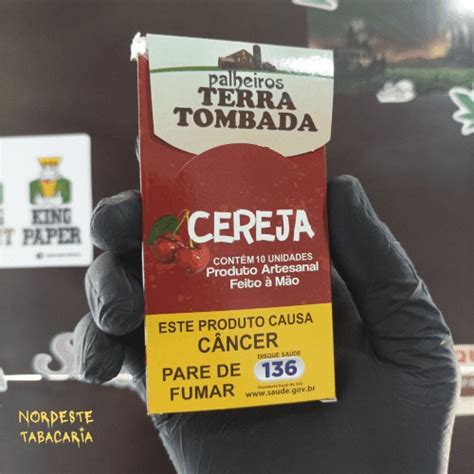 palheiros
TERRA
TOMBADA
CEREJA
CONTÉM 10 UNIDADES
Produto Artesanal
Feito à Mão
ESTE PRODUTO CAUSA
CÂNCER
PARE DE
FUMAR
DISQUE SAÚDE
136
www.saude.gov.br
KING
PAPER
NORDESTE
TABACARIA